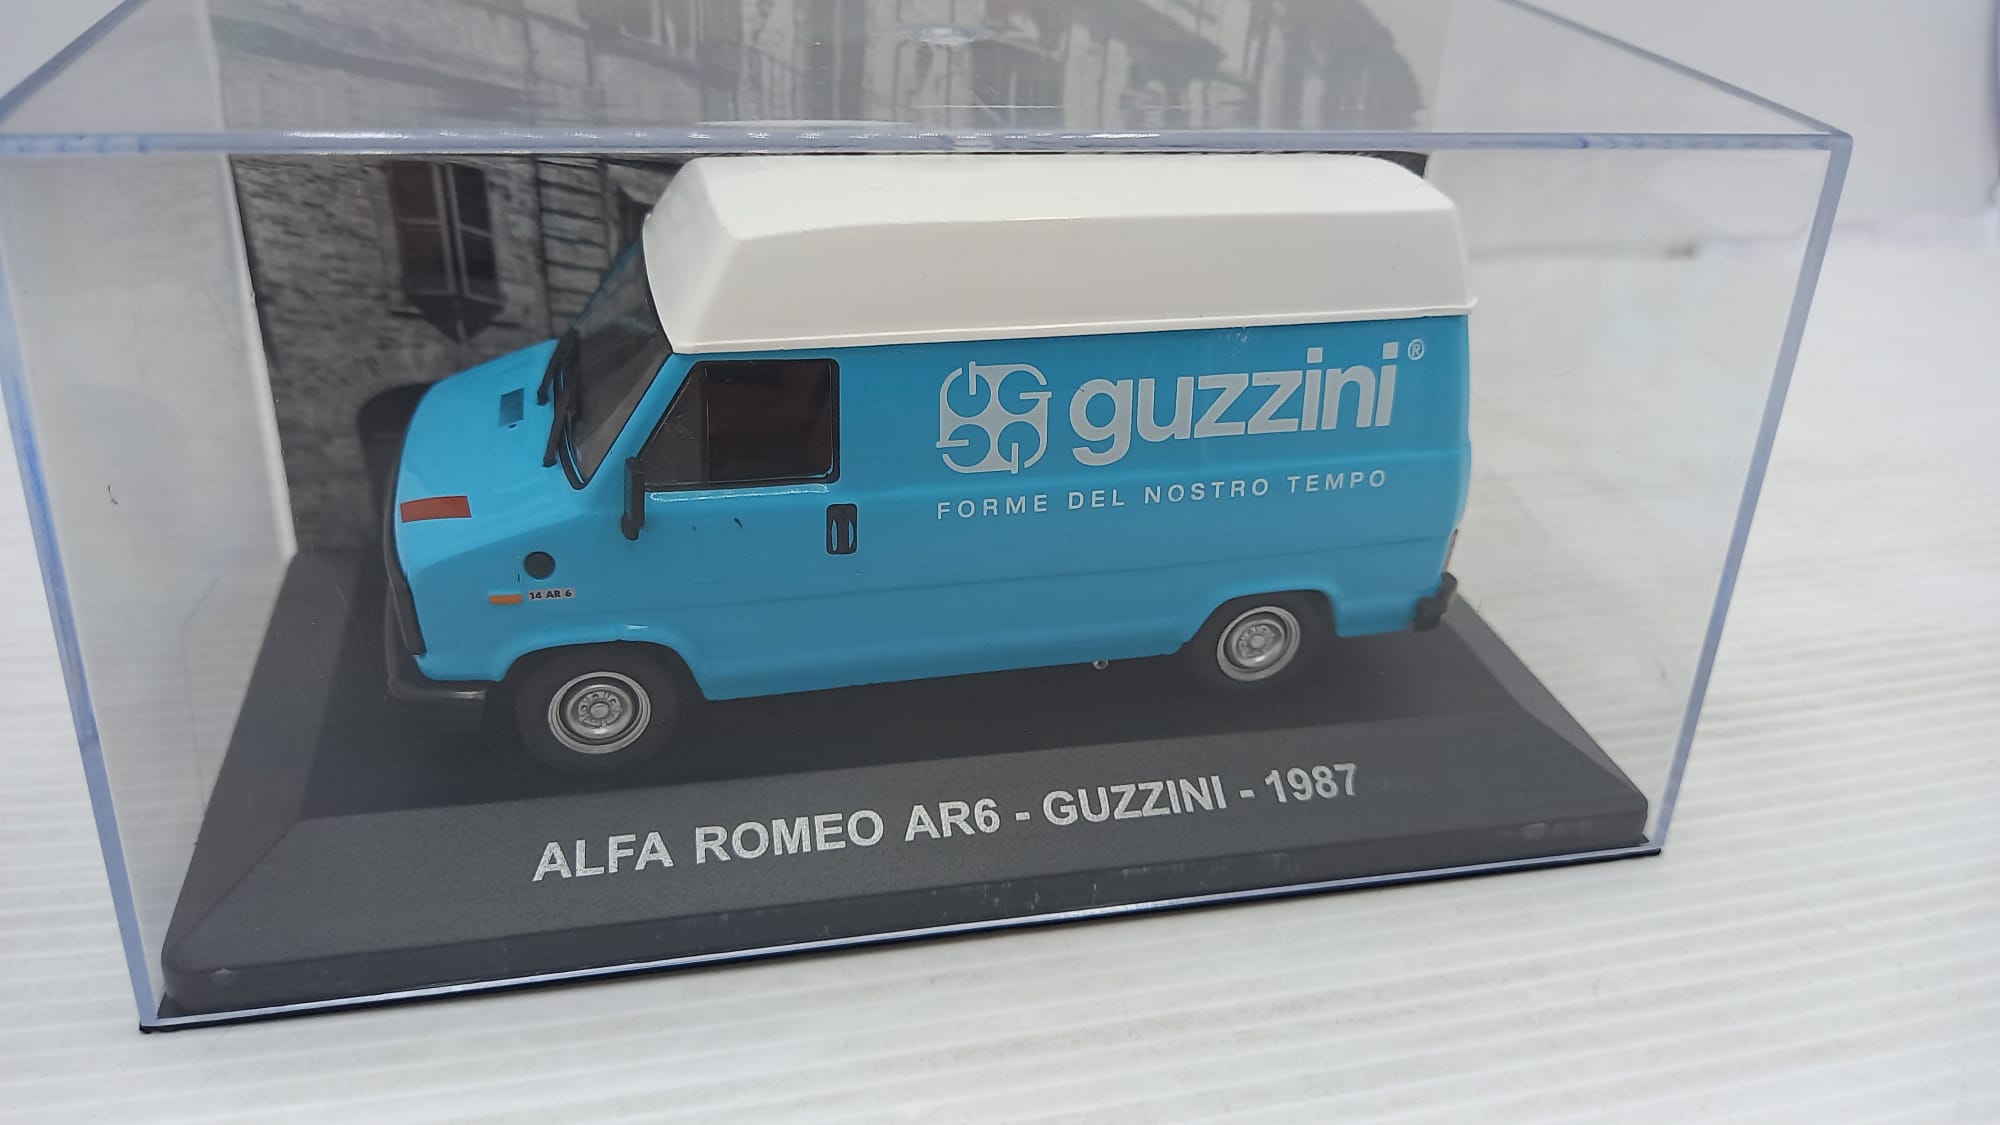 guzzini®
FORME DEL NOSTRO TEMPO
14 AR 6
ALFA ROMEO AR6 - GUZZINI - 1987